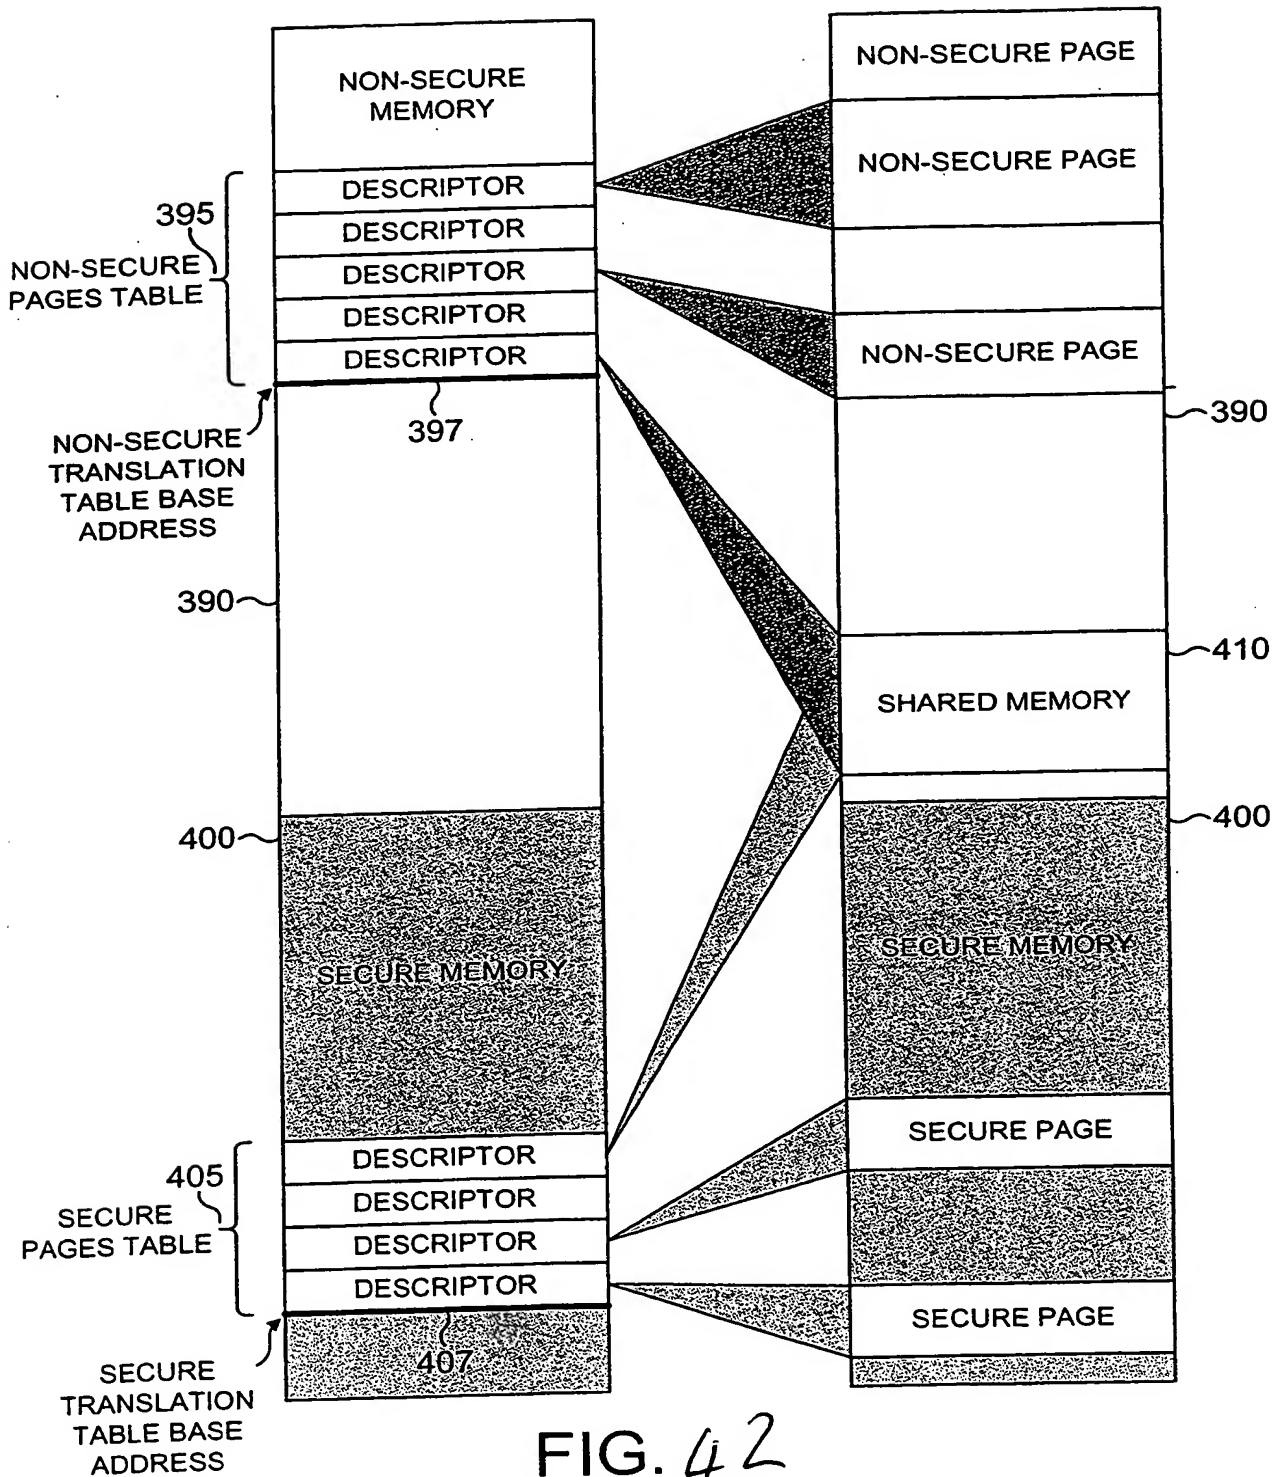 NON-SECURE
MEMORY
DESCRIPTOR
DESCRIPTOR
DESCRIPTOR
DESCRIPTOR
DESCRIPTOR
395
NON-SECURE
PAGES TABLE
397
NON-SECURE
TRANSLATION
TABLE BASE
ADDRESS
390
400
SECURE MEMORY
DESCRIPTOR
DESCRIPTOR
DESCRIPTOR
DESCRIPTOR
405
SECURE
PAGES TABLE
407
SECURE
TRANSLATION
TABLE BASE
ADDRESS
NON-SECURE PAGE
NON-SECURE PAGE
NON-SECURE PAGE
390
410
SHARED MEMORY
400
SECURE MEMORY
SECURE PAGE
SECURE PAGE
FIG. 42